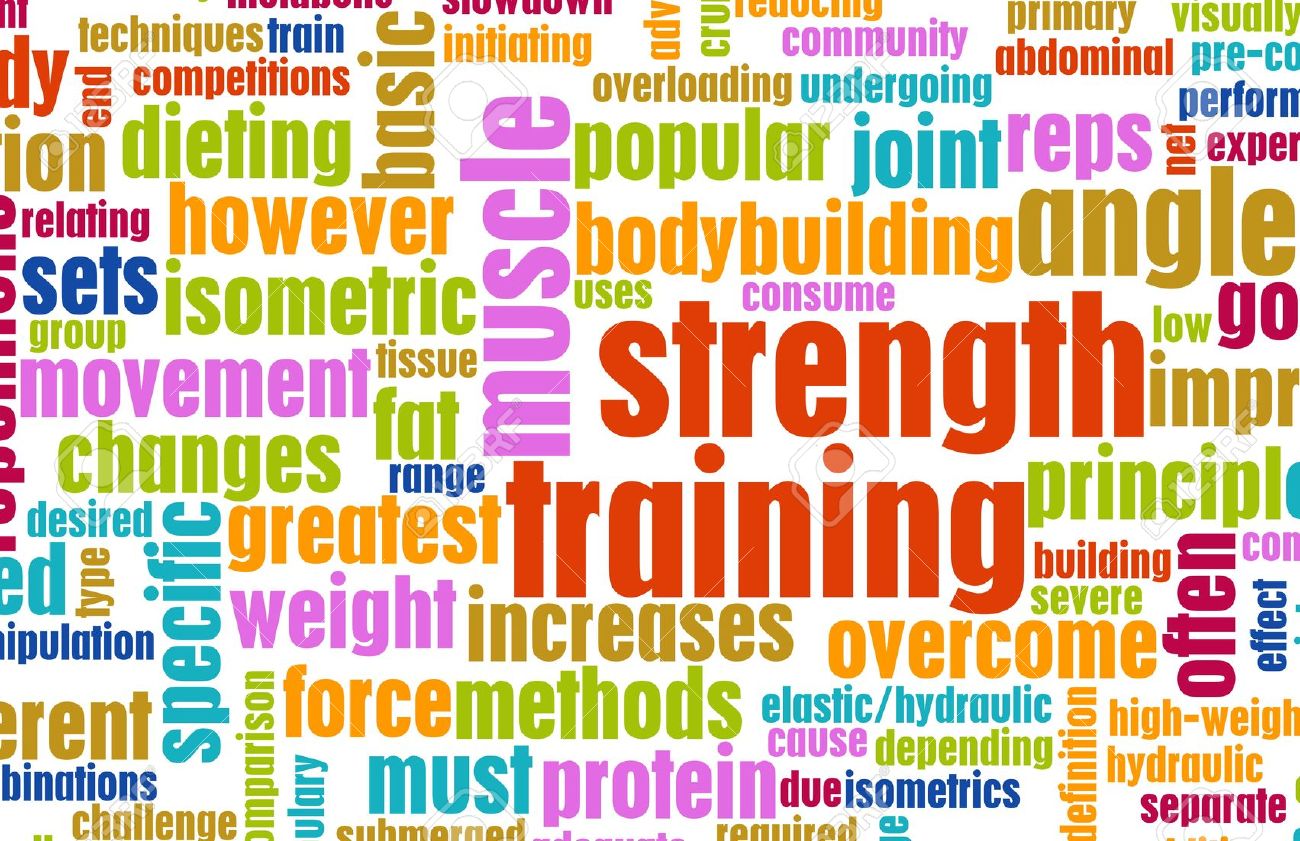 metabolic
slowdown
reducing
primary
visually
techniques
train
basic
initiating
adv
cru
community
abdominal
pre-co
dy
end
competitions
overloading
undergoing
perform
tion
dieting
muscle
popular
joint
reps
net
exper
relating
however
bodybuilding
angle
sets
isometric
uses
consume
go
group
strength
low
movement
tissue
impr
changes
fat
range
training
principle
desired
specific
greatest
building
often
com
ed
type
weight
increases
severe
effect
nipulation
overcome
erent
omparison
force
methods
elastic/hydraulic
definition
high-weigh
cause
depending
hydraulic
binations
ulary
must
protein
due
isometrics
separate
challenge
submerged
adequate
required